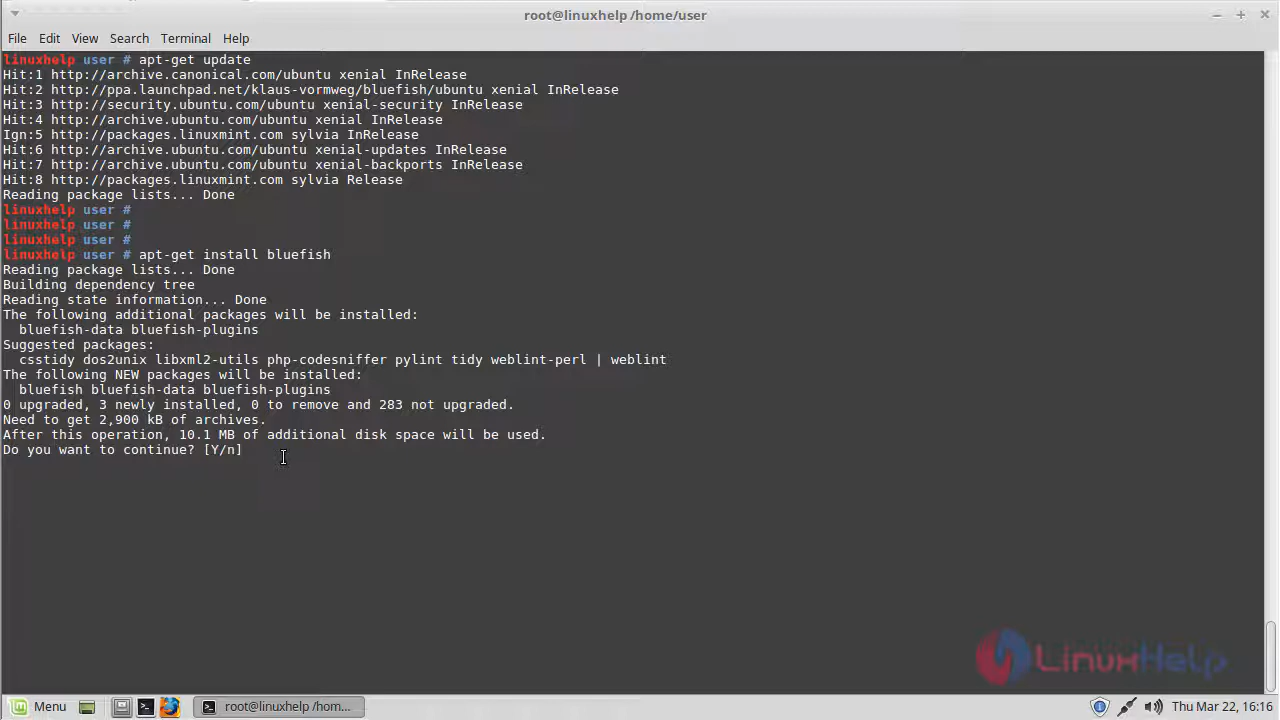 root@linuxhelp /home/user
File Edit View Search Terminal Help
linuxhelp user # apt-get update
Hit:1 http://archive.canonical.com/ubuntu xenial InRelease
Hit:2 http://ppa.launchpad.net/klaus-vormweg/bluefish/ubuntu xenial InRelease
Hit:3 http://security.ubuntu.com/ubuntu xenial-security InRelease
Hit:4 http://archive.ubuntu.com/ubuntu xenial InRelease
Ign:5 http://packages.linuxmint.com sylvia InRelease
Hit:6 http://archive.ubuntu.com/ubuntu xenial-updates InRelease
Hit:7 http://archive.ubuntu.com/ubuntu xenial-backports InRelease
Hit:8 http://packages.linuxmint.com sylvia Release
Reading package lists... Done
linuxhelp user #
linuxhelp user #
linuxhelp user #
linuxhelp user # apt-get install bluefish
Reading package lists... Done
Building dependency tree
Reading state information... Done
The following additional packages will be installed:
  bluefish-data bluefish-plugins
Suggested packages:
  csstidy dos2unix libxml2-utils php-codesniffer pylint tidy weblint-perl | weblint
The following NEW packages will be installed:
  bluefish bluefish-data bluefish-plugins
0 upgraded, 3 newly installed, 0 to remove and 283 not upgraded.
Need to get 2,900 kB of archives.
After this operation, 10.1 MB of additional disk space will be used.
Do you want to continue? [Y/n]
LinuxHelp
Menu root@linuxhelp /hom... Thu Mar 22, 16:16